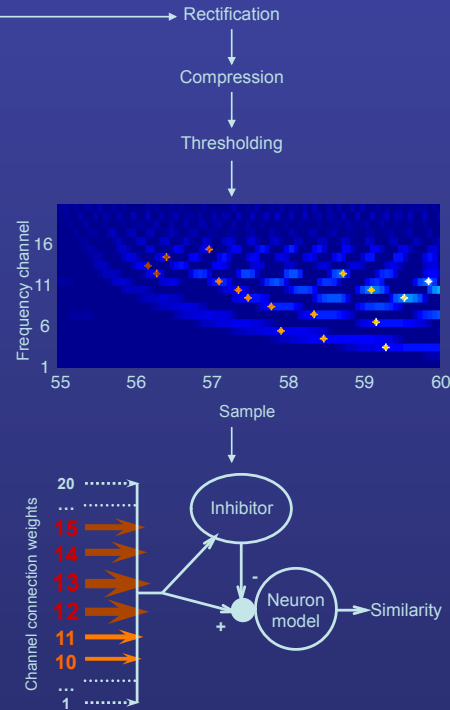 Rectification
Compression
Thresholding
Frequency channel
16
11
6
1
55 56 57 58 59 60
Sample
Channel connection weights
20
...
15
14
13
12
11
10
...
1
Inhibitor
-
+
Neuron
model
Similarity